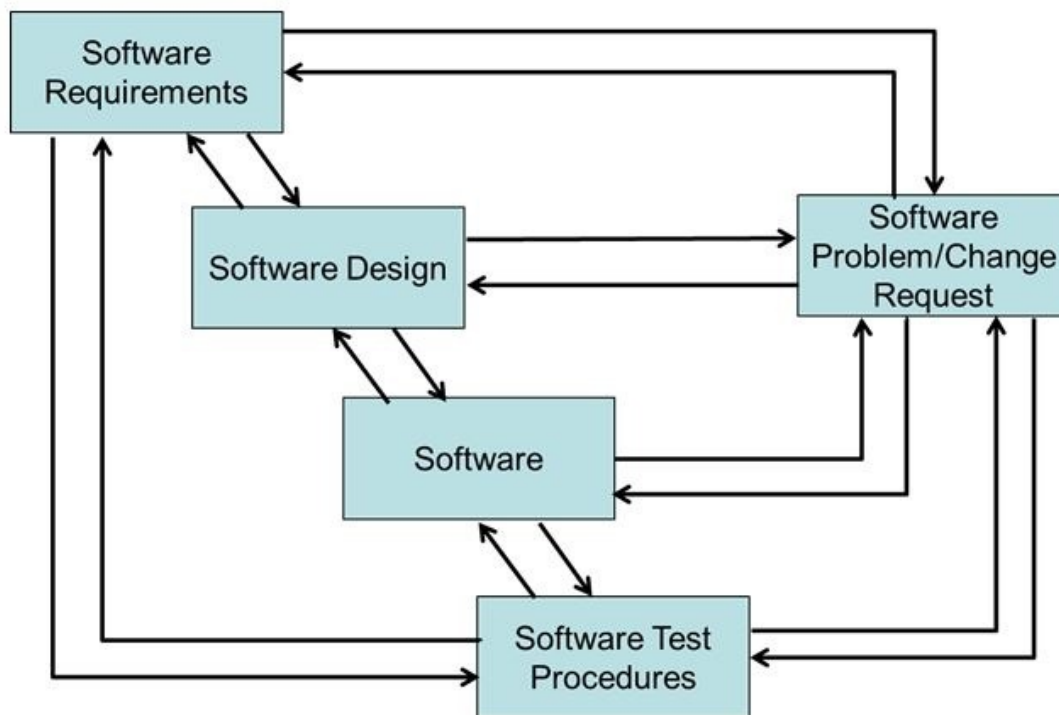 Software
Requirements
Software Design
Software
Problem/Change
Request
Software
Software Test
Procedures